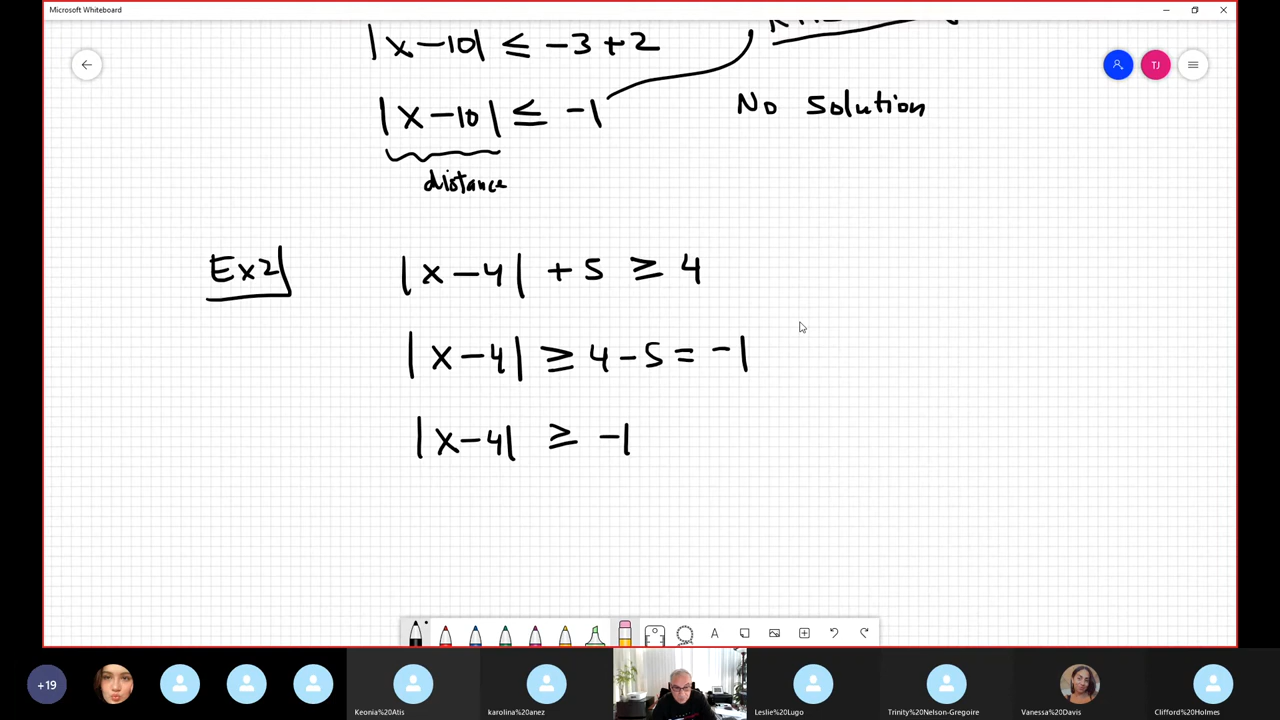 Microsoft Whiteboard
|x-10| ≤ -3+2
|x-10| ≤ -1
No Solution
distance
TJ
Ex2
|x-4| + 5 ≥ 4
|x-4| ≥ 4-5 = -1
|x-4| ≥ -1
A
+19
Keonia%20Atis
karolina%20anez
Leslie%20Lugo
Trinity%20Nelson-Gregoire
Vanessa%20Davis
Clifford%20Holmes